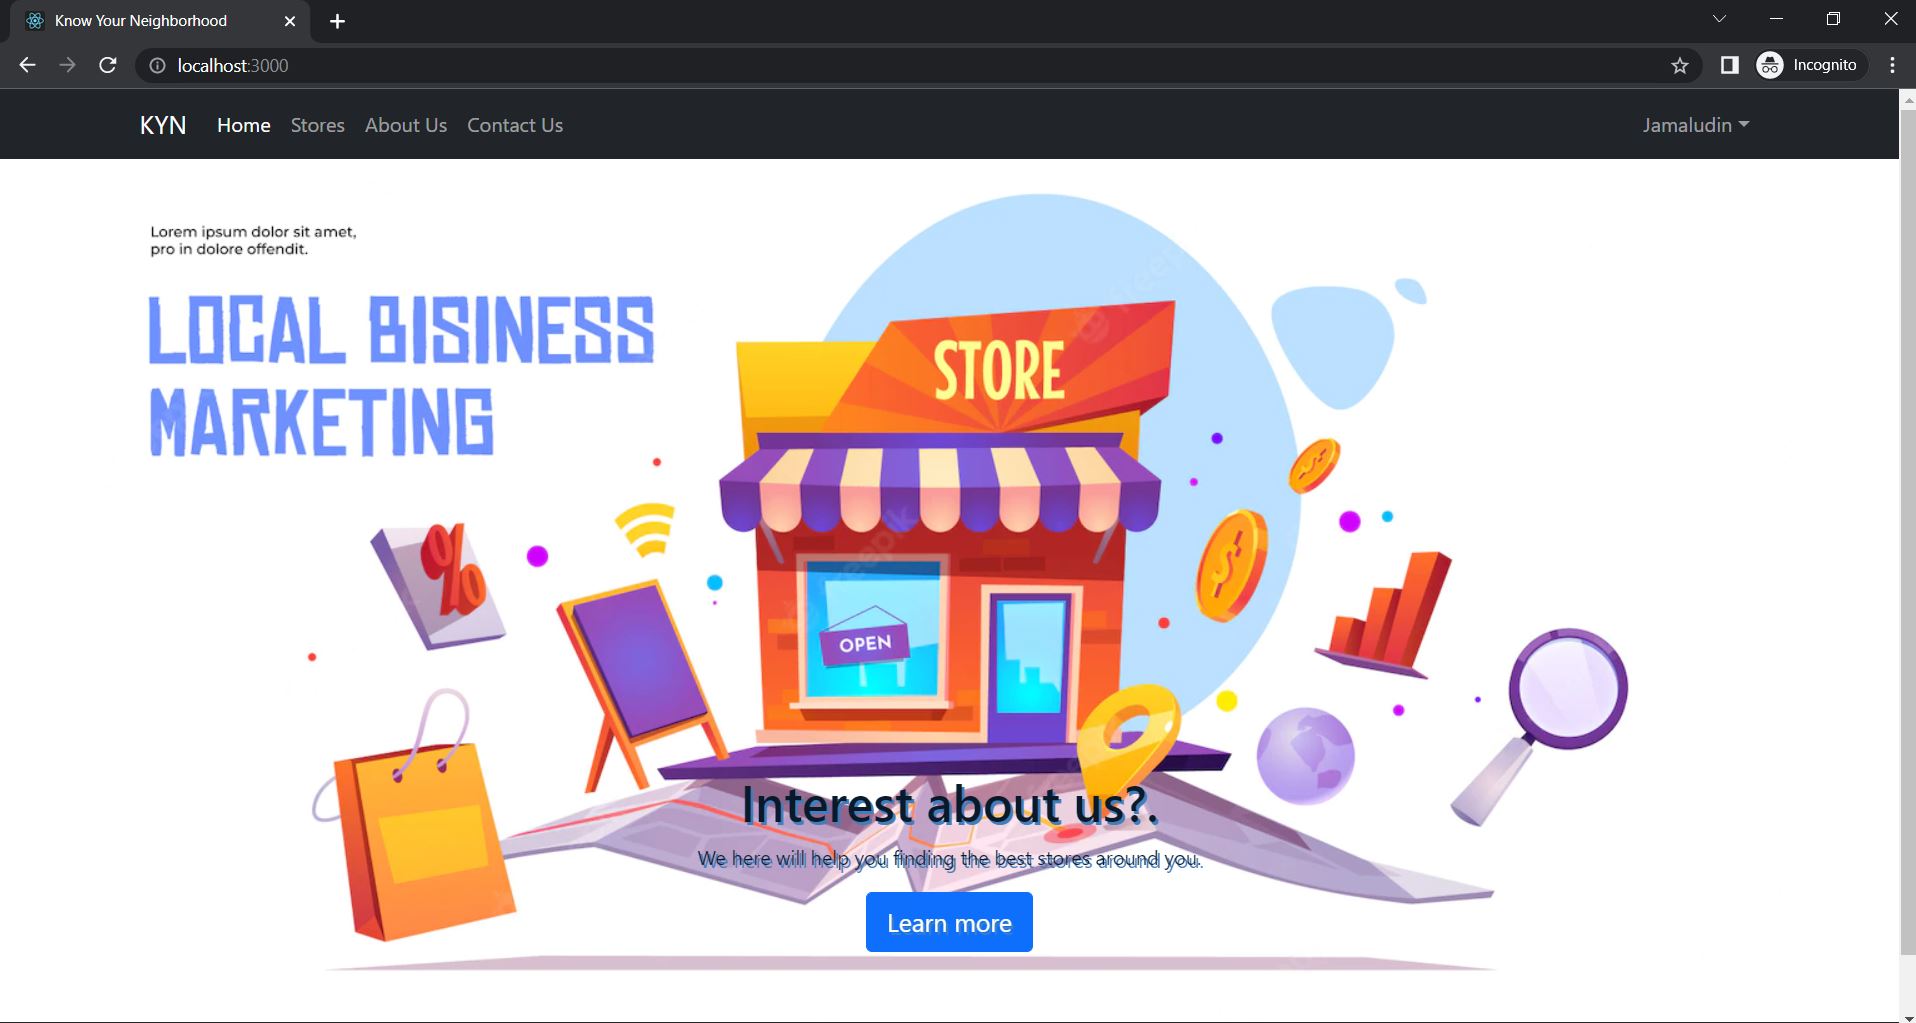 Know Your Neighborhood
localhost:3000
Incognito
KYN Home Stores About Us Contact Us Jamaludin
Lorem ipsum dolor sit amet,
pro in dolore offendit.
LOCAL BISINESS
MARKETING
STORE
%
$
$
OPEN
Interest about us?.
We here will help you finding the best stores around you.
Learn more
freepik